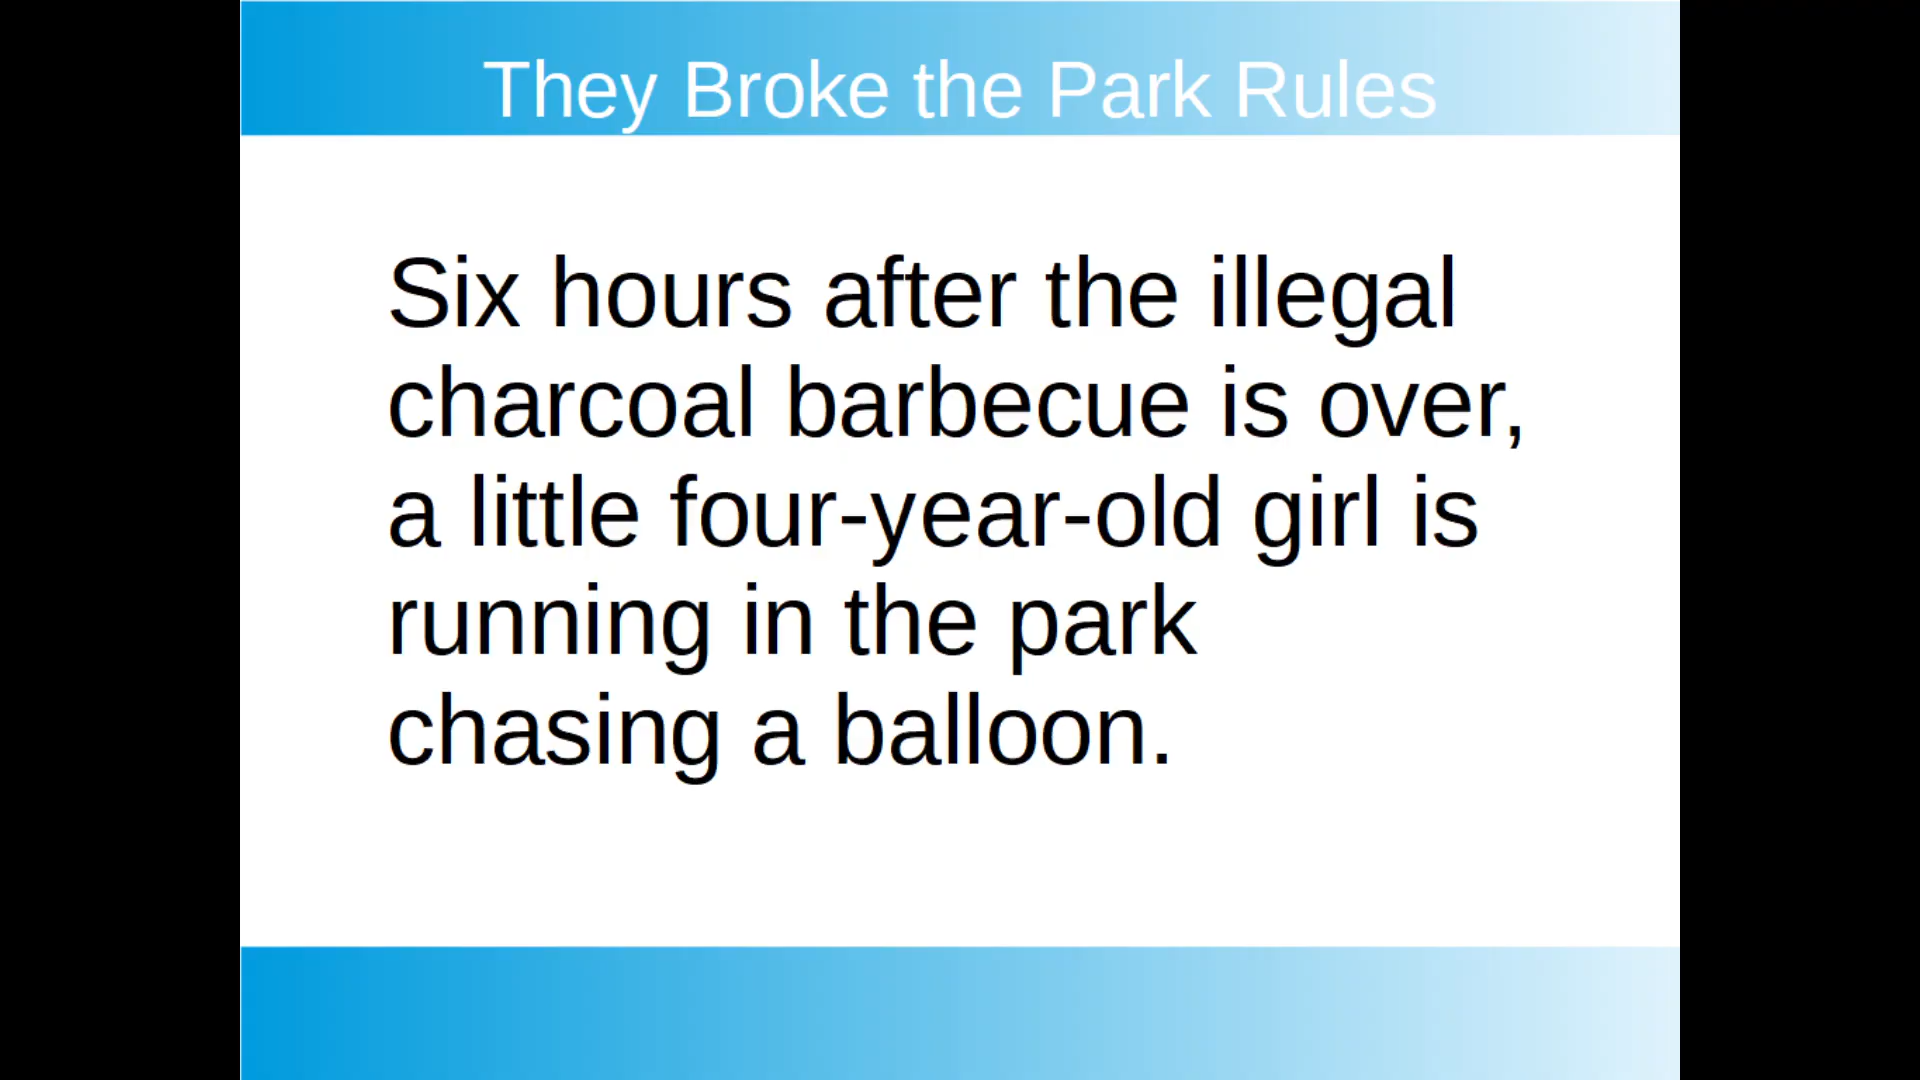 They Broke the Park Rules
Six hours after the illegal
charcoal barbecue is over,
a little four-year-old girl is
running in the park
chasing a balloon.